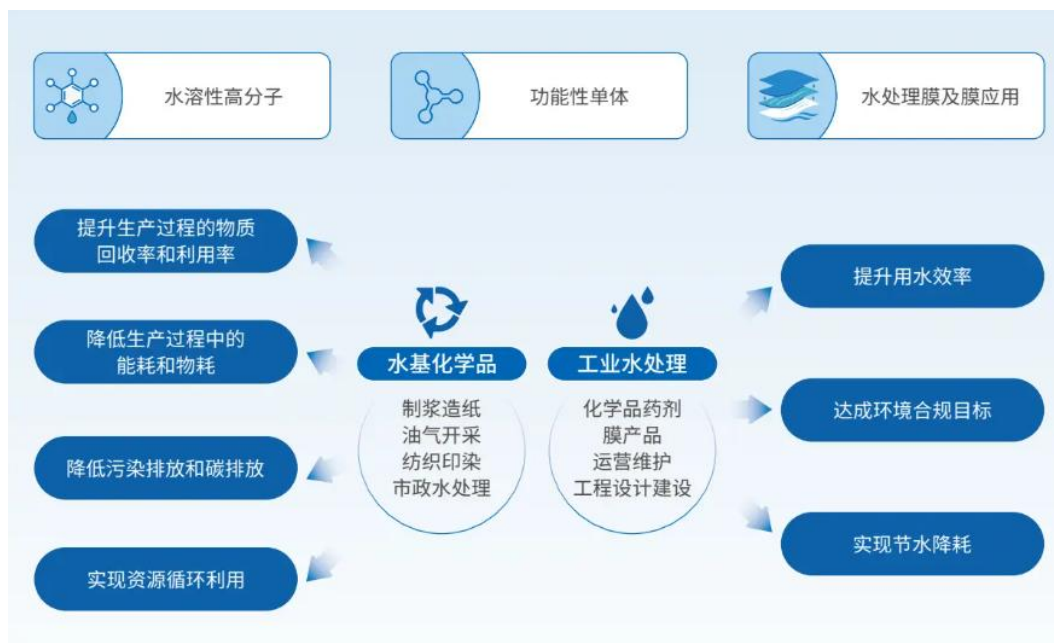 水溶性高分子
功能性单体
水处理膜及膜应用
提升生产过程的物质
回收率和利用率
降低生产过程中的
能耗和物耗
降低污染排放和碳排放
实现资源循环利用
水基化学品
制浆造纸
油气开采
纺织印染
市政水处理
工业水处理
化学品药剂
膜产品
运营维护
工程设计建设
提升用水效率
达成环境合规目标
实现节水降耗